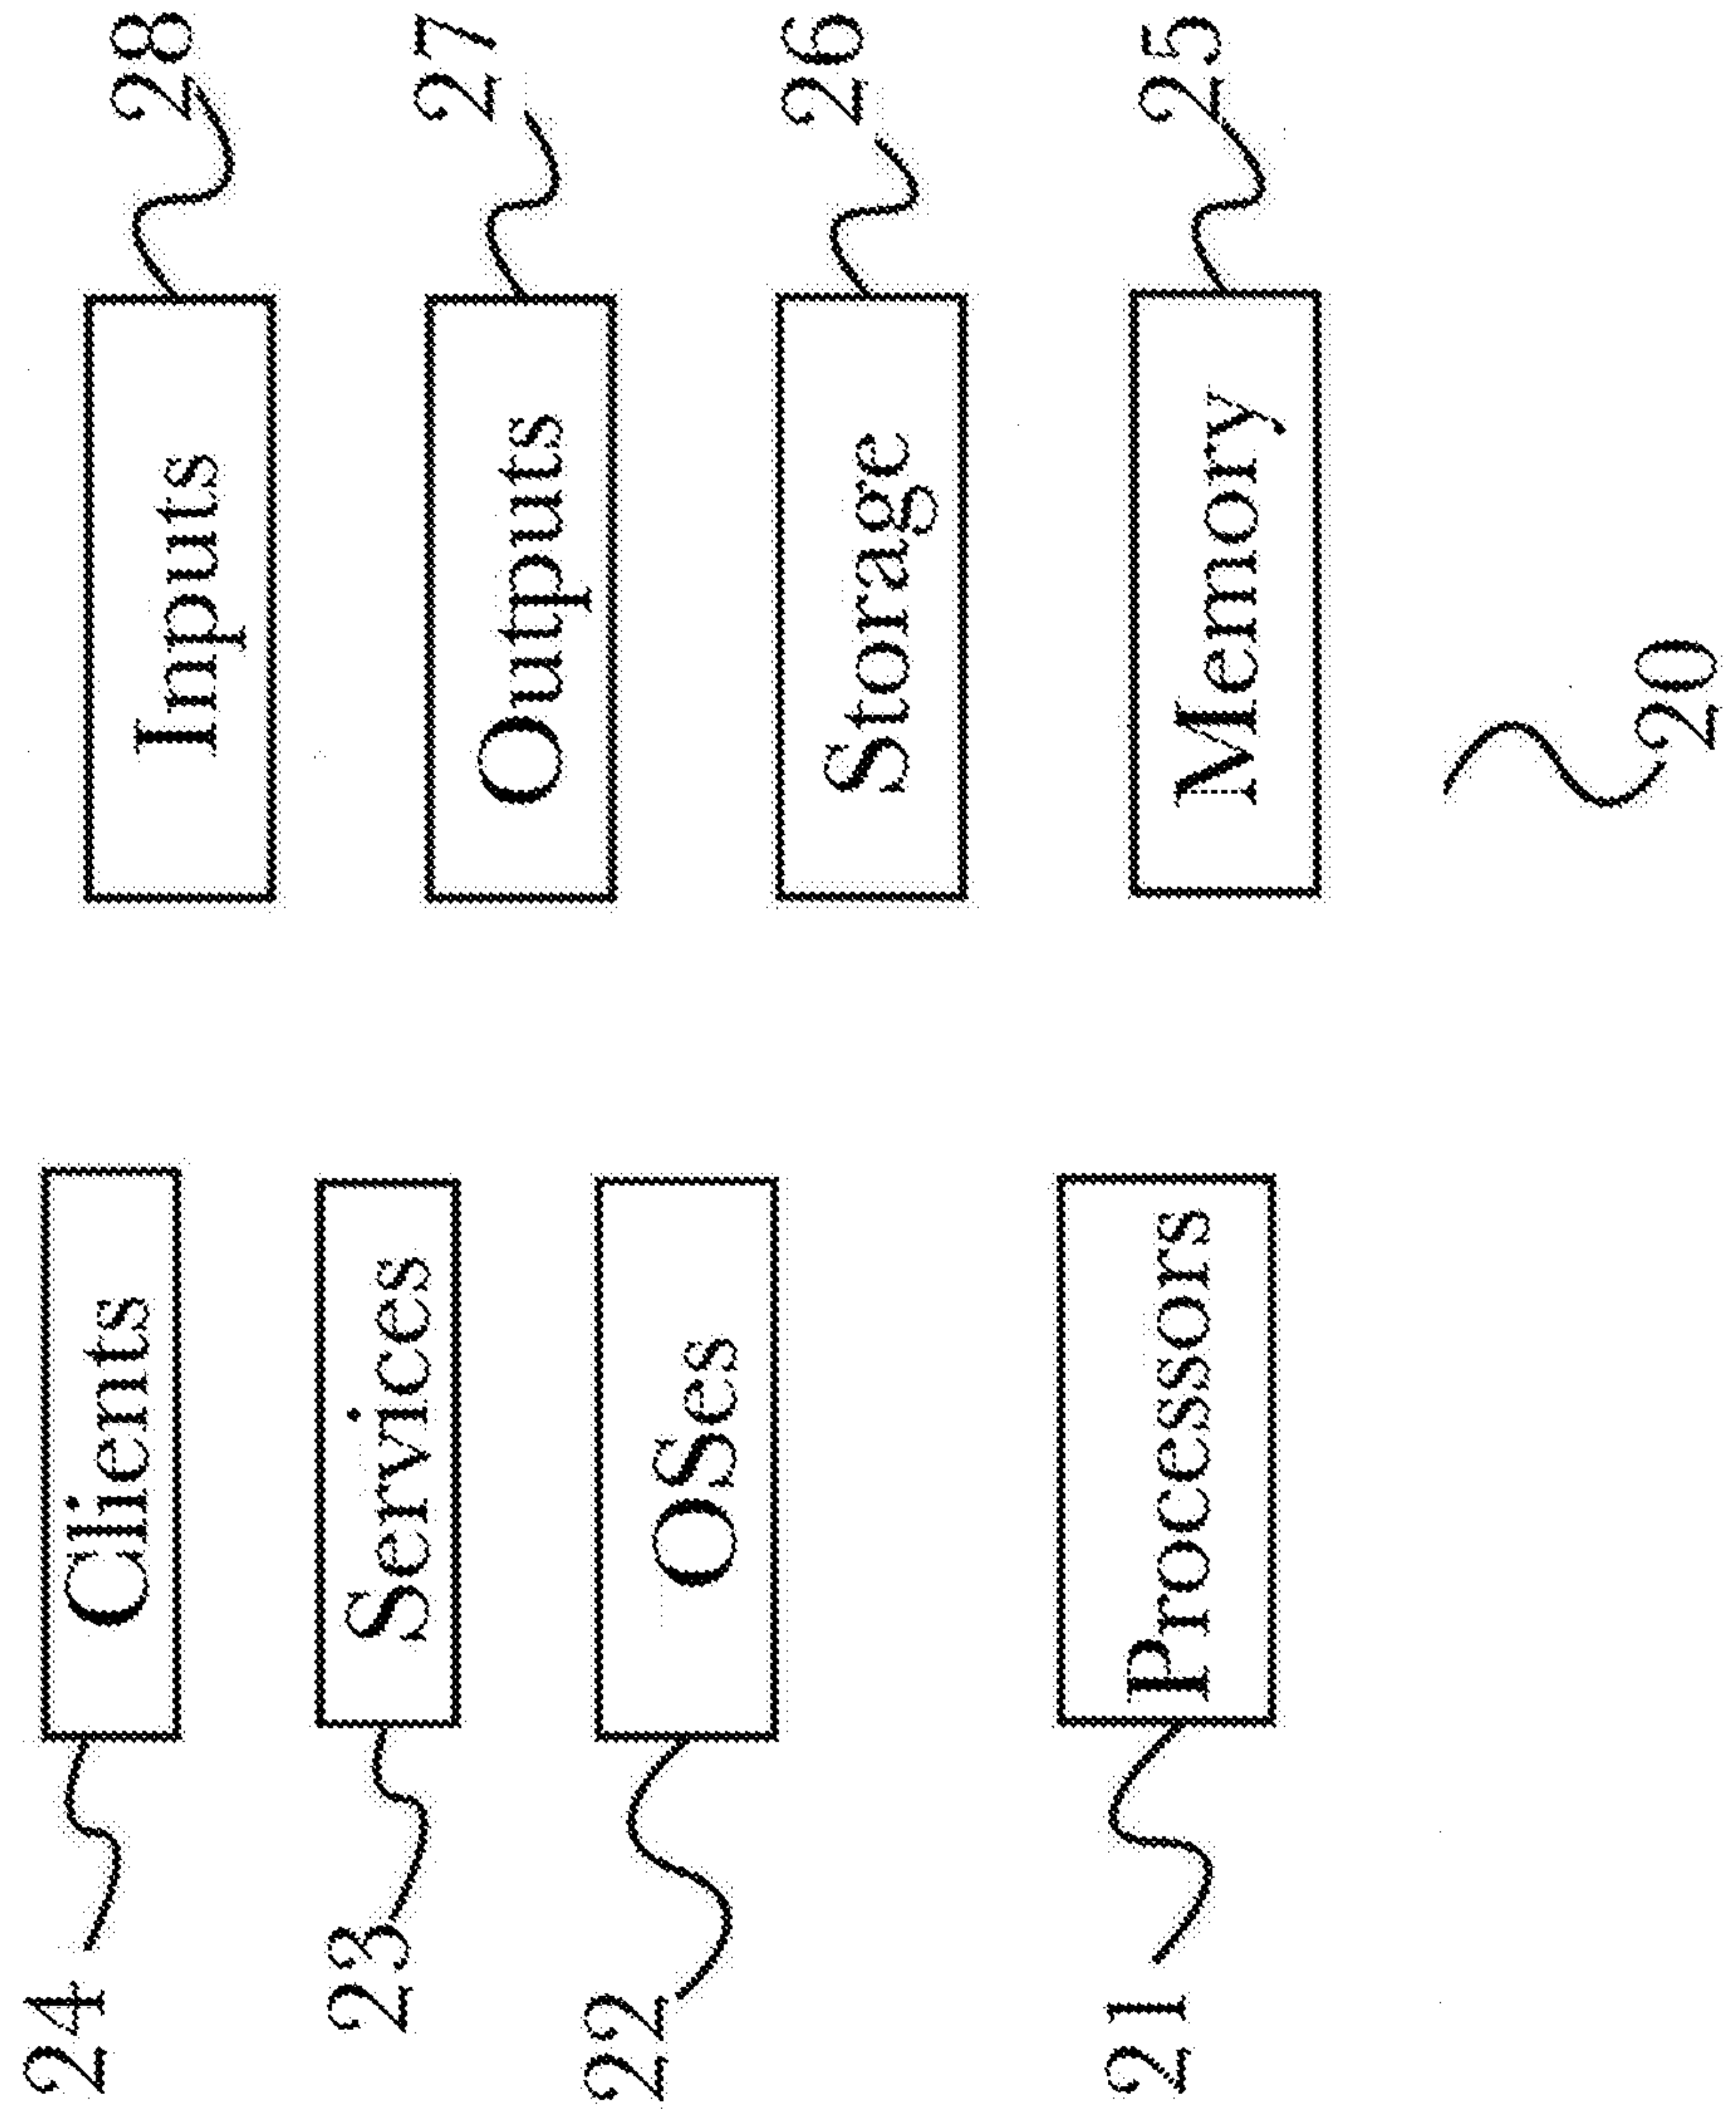 24 Clients Inputs 28
23 Services Outputs 27
22 OSes Storage 26
21 Processors Memory 25
20